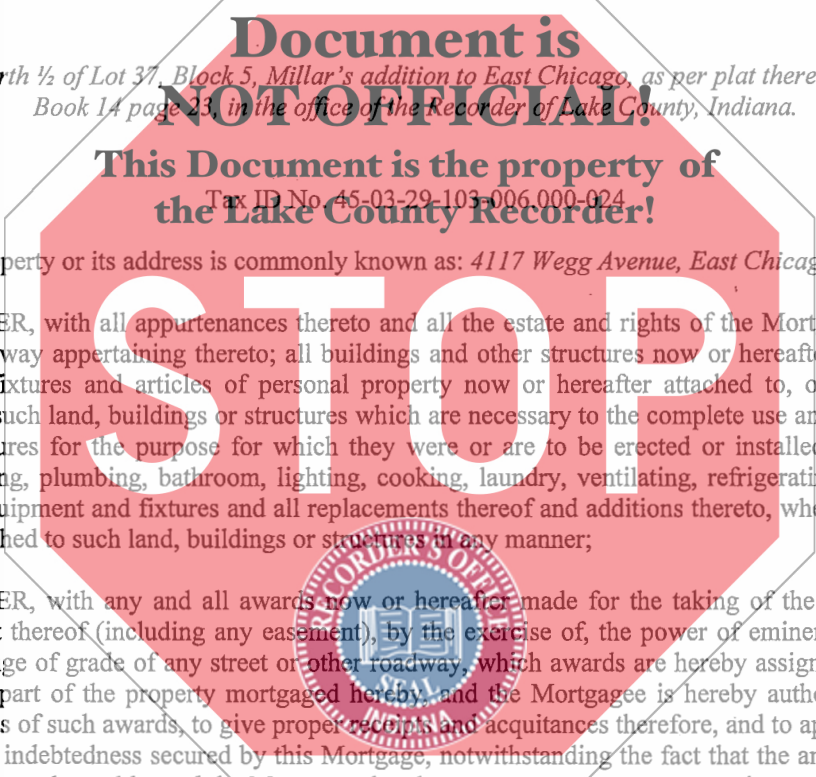 Document is
rth ½ of Lot 37, Block 5, Millar's addition to East Chicago, as per plat there
NOT OFFICIAL!
Book 14 page 23, in the office of the Recorder of Lake County, Indiana.
This Document is the property of
Tax ID No. 45-03-29-103-006.000-024
the Lake County Recorder!
perty or its address is commonly known as: 4117 Wegg Avenue, East Chicag
STOP
ER, with all appurtenances thereto and all the estate and rights of the Mort
way appertaining thereto; all buildings and other structures now or hereafte
ixtures and articles of personal property now or hereafter attached to, o
such land, buildings or structures which are necessary to the complete use an
ures for the purpose for which they were or are to be erected or installed
ng, plumbing, bathroom, lighting, cooking, laundry, ventilating, refrigerati
uipment and fixtures and all replacements thereof and additions thereto, whe
hed to such land, buildings or structures in any manner;
RECORDER'S OFFICE
ER, with any and all awards now or hereafter made for the taking of the
t thereof (including any easement), by the exercise of, the power of eminen
ge of grade of any street or other roadway, which awards are hereby assign
SEAL
part of the property mortgaged hereby, and the Mortgagee is hereby autho
INDIANA
s of such awards, to give proper receipts and acquitances therefore, and to ap
indebtedness secured by this Mortgage, notwithstanding the fact that the am